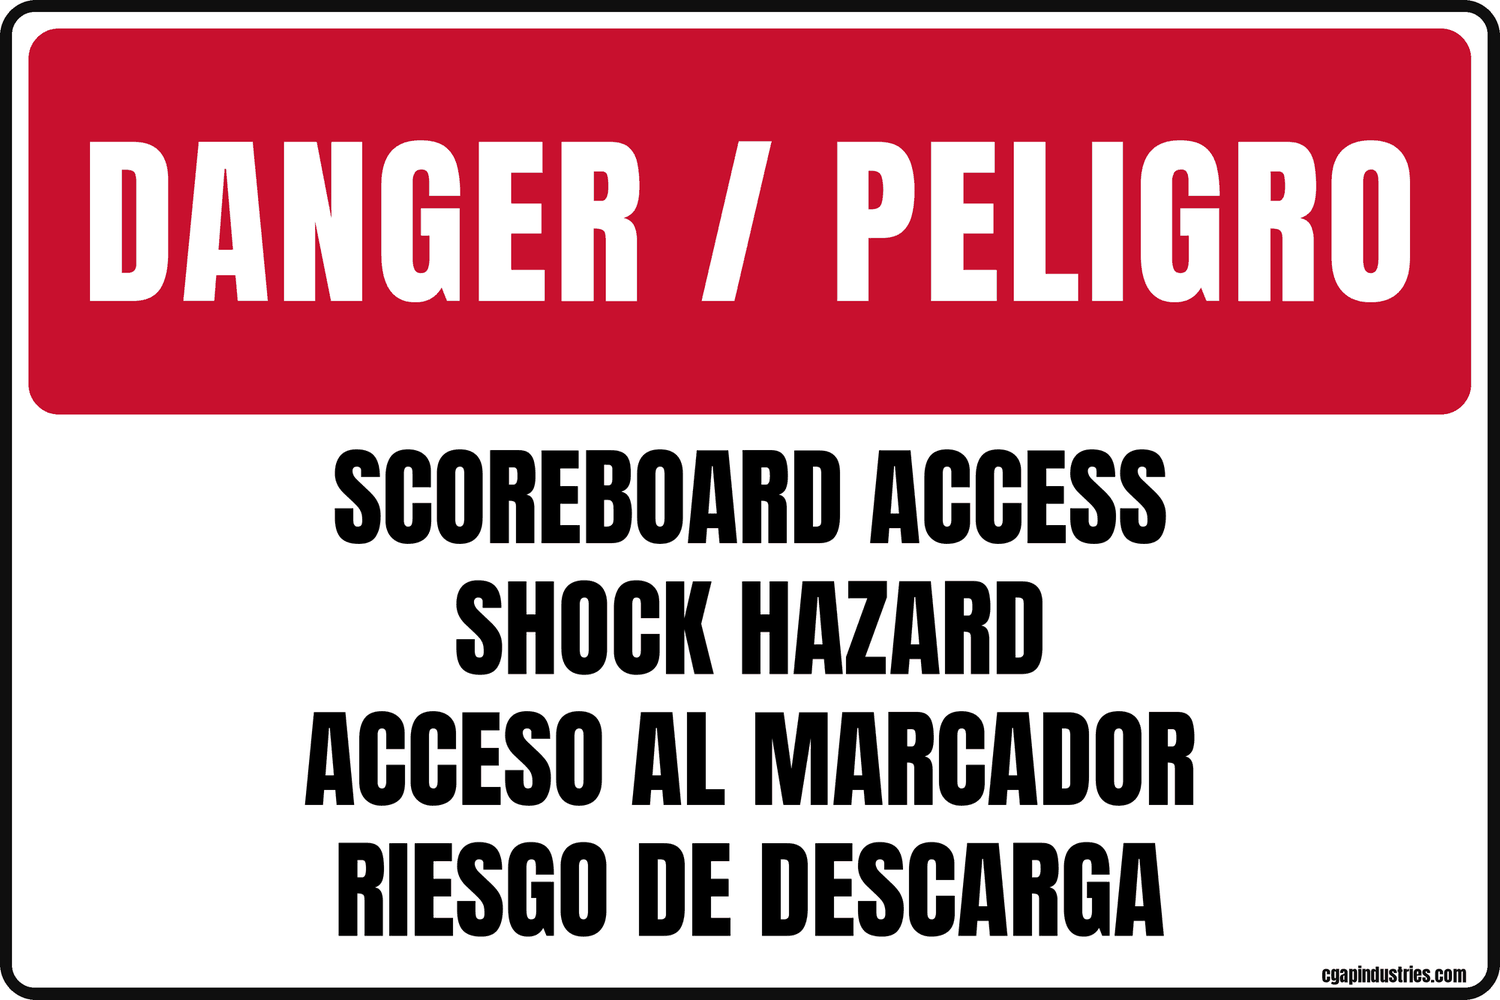 DANGER / PELIGRO
SCOREBOARD ACCESS
SHOCK HAZARD
ACCESO AL MARCADOR
RIESGO DE DESCARGA
cgapindustries.com